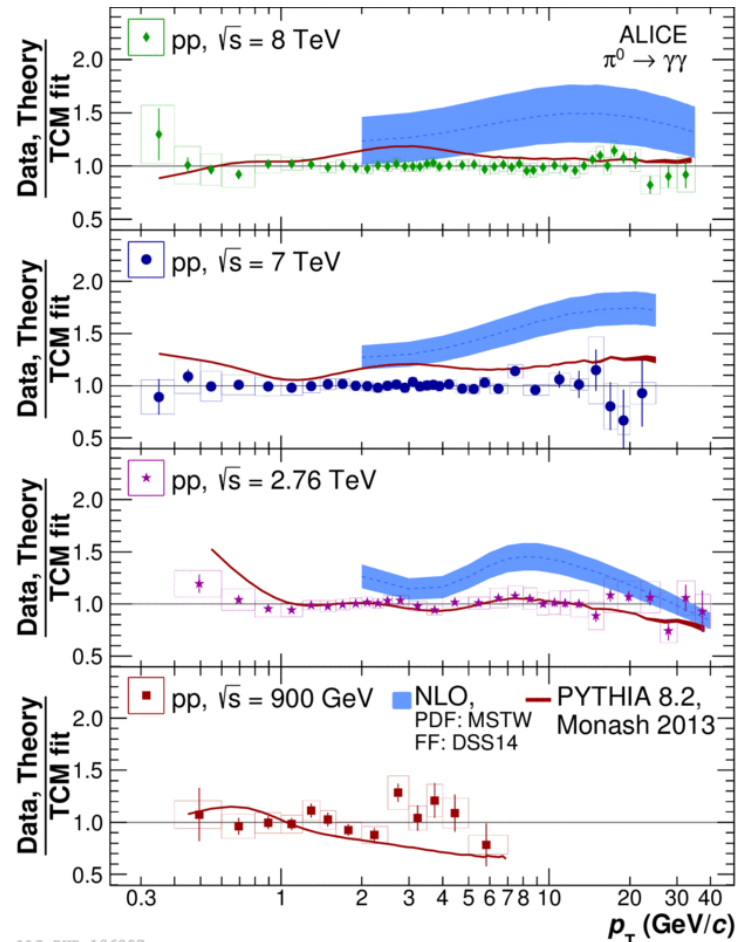 pp, √s = 8 TeV
ALICE
π⁰ → γγ
Data, Theory
TCM fit
2.0
1.5
1.0
0.5
pp, √s = 7 TeV
Data, Theory
TCM fit
2.0
1.5
1.0
0.5
pp, √s = 2.76 TeV
Data, Theory
TCM fit
2.0
1.5
1.0
0.5
pp, √s = 900 GeV
NLO,
PDF: MSTW
FF: DSS14
PYTHIA 8.2,
Monash 2013
Data, Theory
TCM fit
2.0
1.5
1.0
0.5
0.3 1 2 3 4 5 6 7 8 10 20 30 40
p_T (GeV/c)